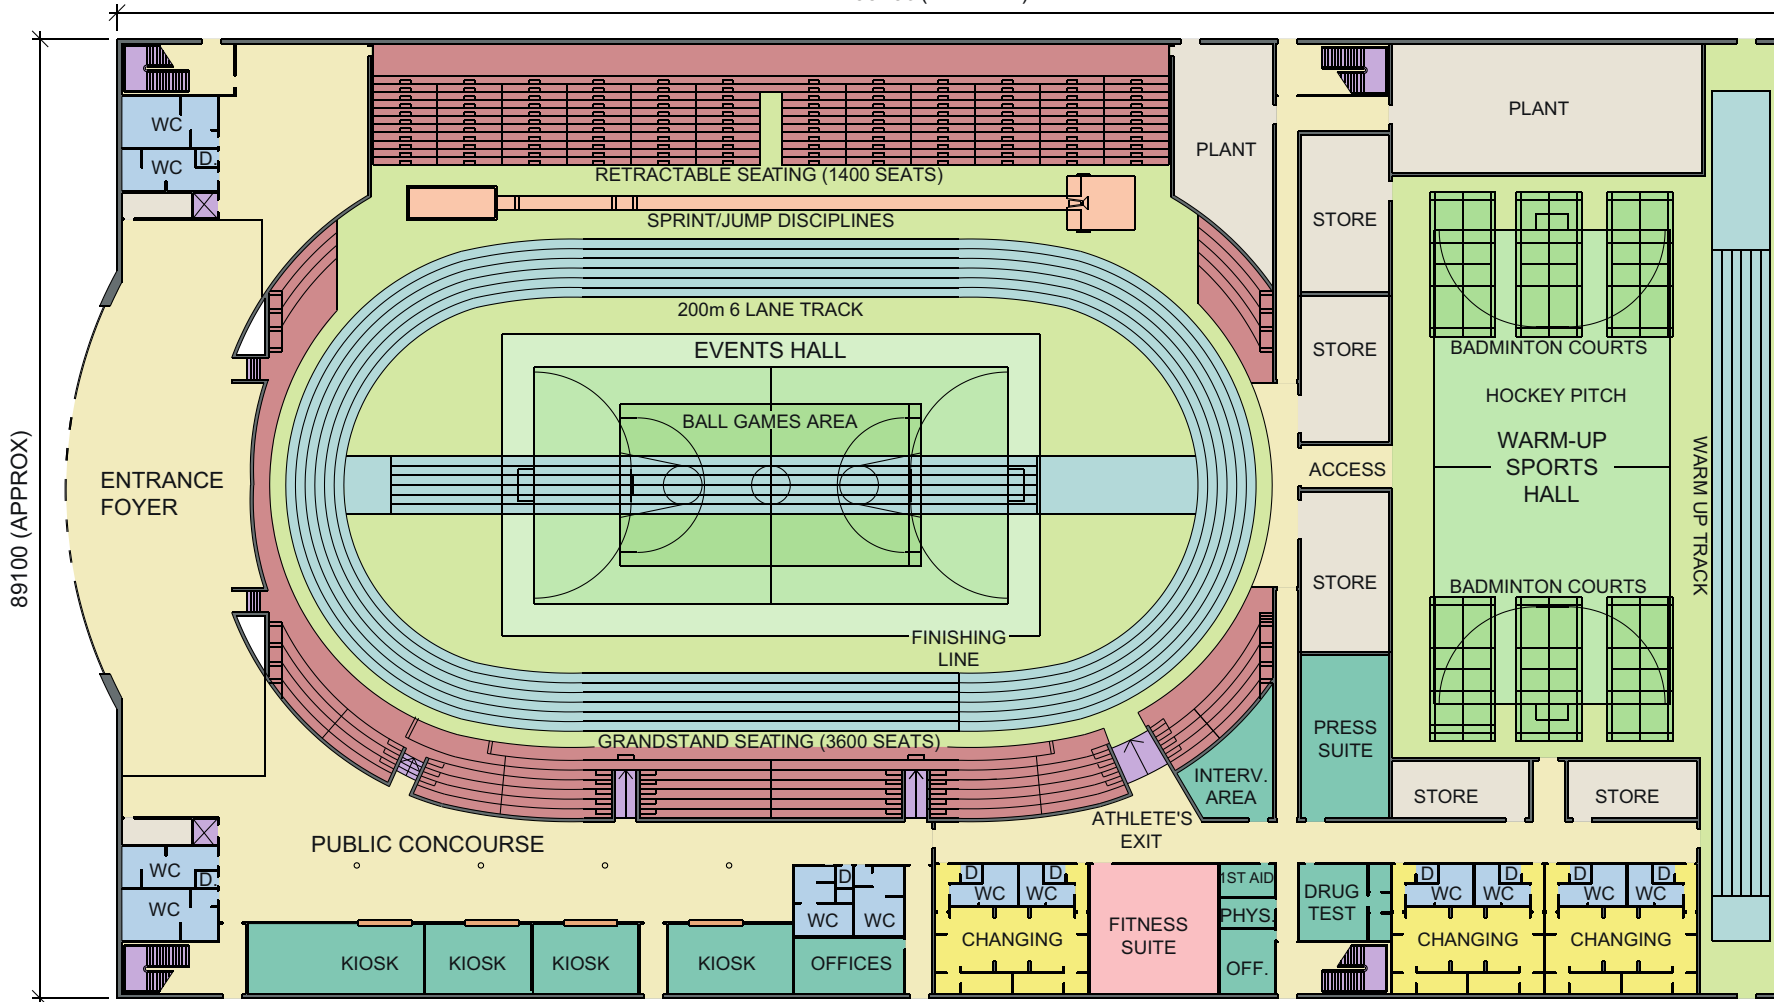 WC
WC
D.
PLANT
PLANT
RETRACTABLE SEATING (1400 SEATS)
SPRINT/JUMP DISCIPLINES
STORE
200m 6 LANE TRACK
EVENTS HALL
STORE
BADMINTON COURTS
HOCKEY PITCH
BALL GAMES AREA
WARM-UP
SPORTS
HALL
ACCESS
ENTRANCE
FOYER
89100 (APPROX)
WARM UP TRACK
STORE
BADMINTON COURTS
FINISHING
LINE
GRANDSTAND SEATING (3600 SEATS)
PRESS
SUITE
INTERV.
AREA
STORE
STORE
ATHLETE'S
EXIT
PUBLIC CONCOURSE
WC
D.
WC
D
WC
WC
D
D
WC
WC
1ST AID
PHYS.
OFF.
DRUG
TEST
D
D
WC
WC
D
D
WC
WC
KIOSK
KIOSK
KIOSK
KIOSK
OFFICES
CHANGING
FITNESS
SUITE
CHANGING
CHANGING